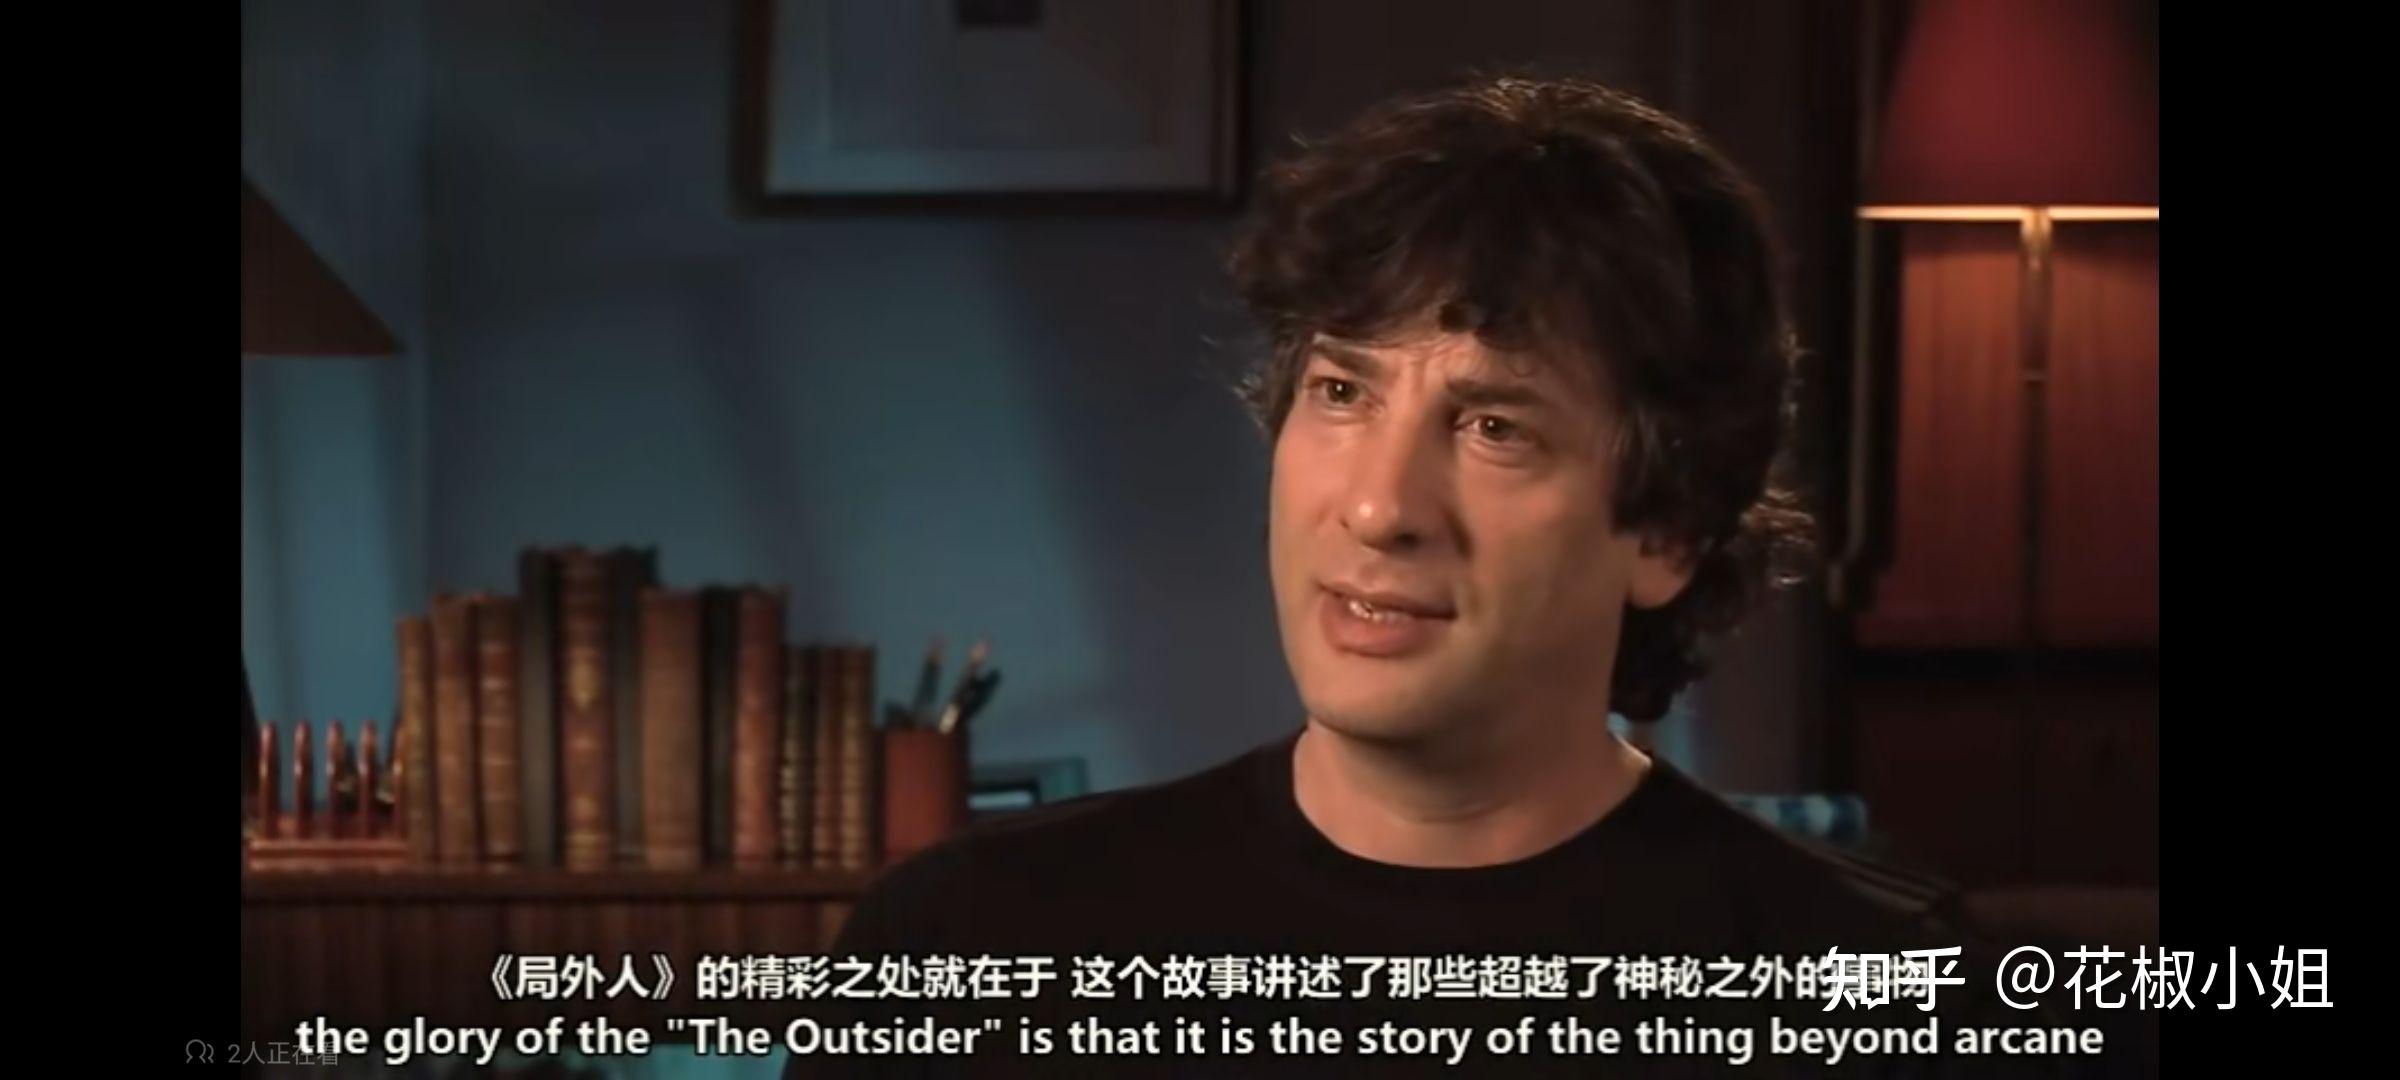 《局外人》的精彩之处就在于 这个故事讲述了那些超越了神秘之外的事物
知乎 @花椒小姐
the glory of the "The Outsider" is that it is the story of the thing beyond arcane
2人正在看